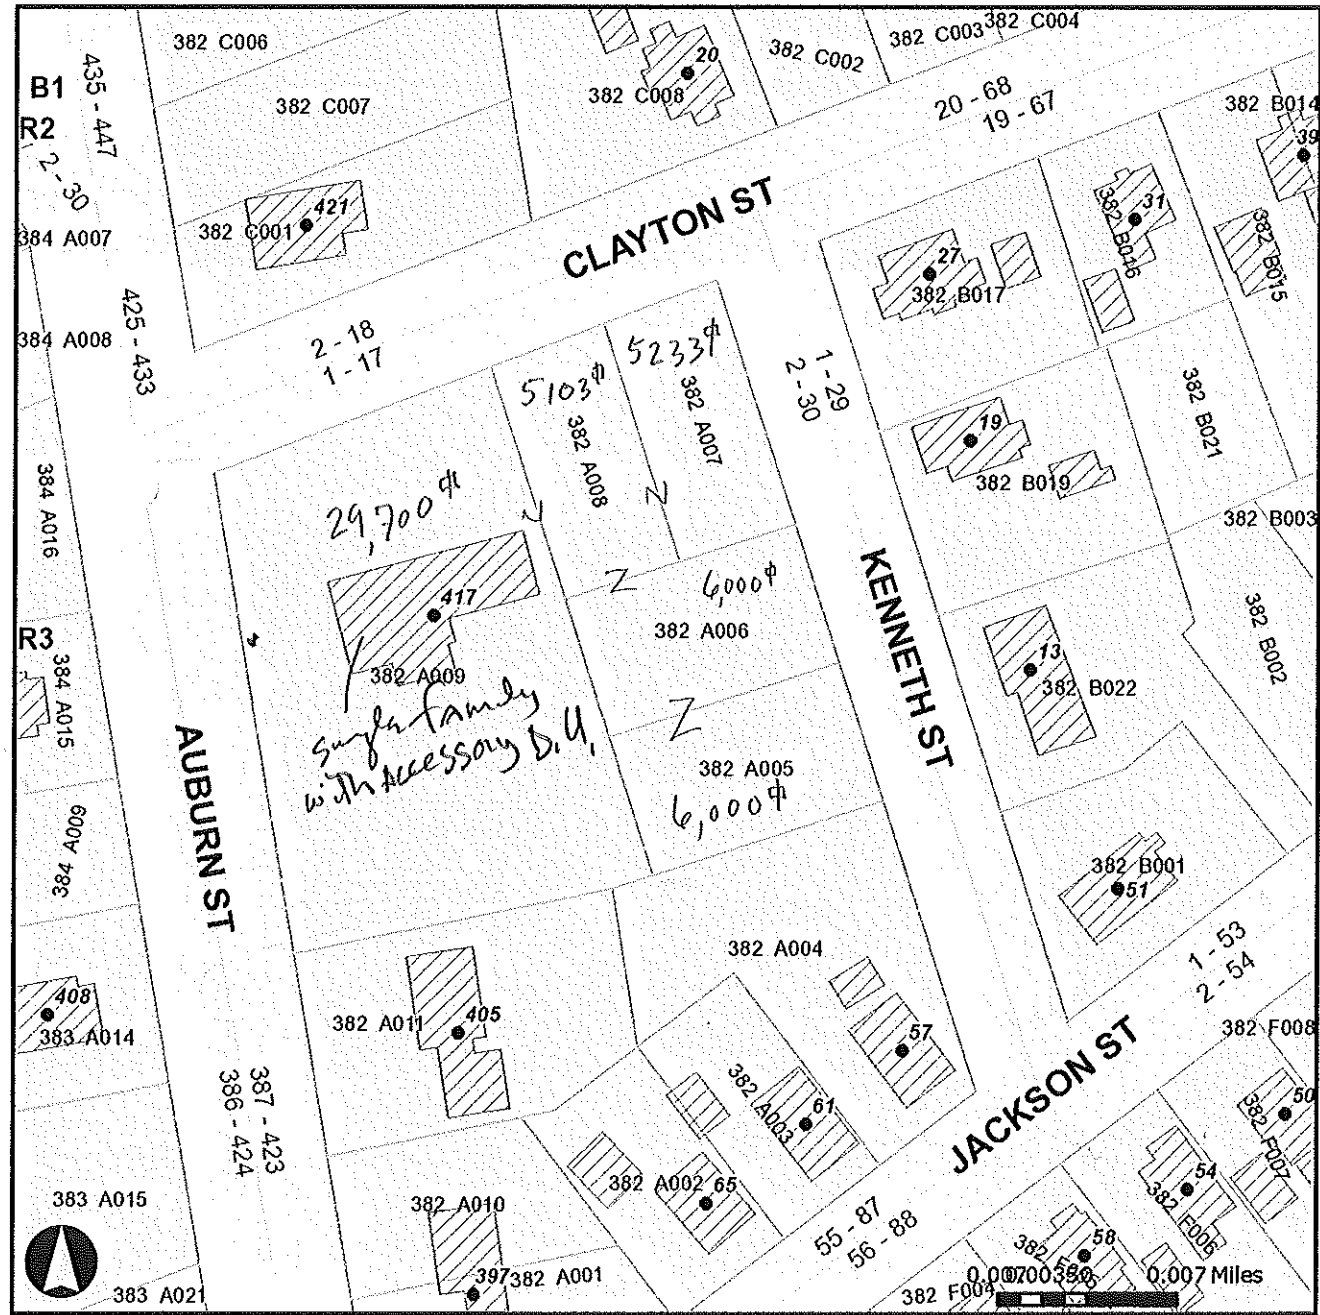 382 C006
435 - 447
B1
R2
2 - 30
382 C007
20
382 C008
382 C002
382 C003
382 C004
20 - 68
19 - 67
382 B014
39
384 A007
382 C001
421
CLAYTON ST
382 B046
31
382 B015
27
382 B017
384 A008
425 - 433
2 - 18
1 - 17
5103
5233
382 A008
382 A007
1 - 29
2 - 30
382 B021
19
382 B019
382 B003
384 A016
29,700
417
Z
6,000
382 A006
KENNETH ST
382 B002
R3
384 A015
382 A009
single family
with Accessory D.U.
13
382 B022
Z
382 A005
6,000
AUBURN ST
384 A009
382 B001
51
382 A004
1 - 53
2 - 54
408
383 A014
382 A011
405
57
JACKSON ST
382 F008
387 - 423
386 - 424
382 A003
61
50
382 F007
383 A015
382 A010
382 A002
65
55 - 87
56 - 88
54
382 F006
58
383 A021
397
382 A001
382 F004
0.007 Miles